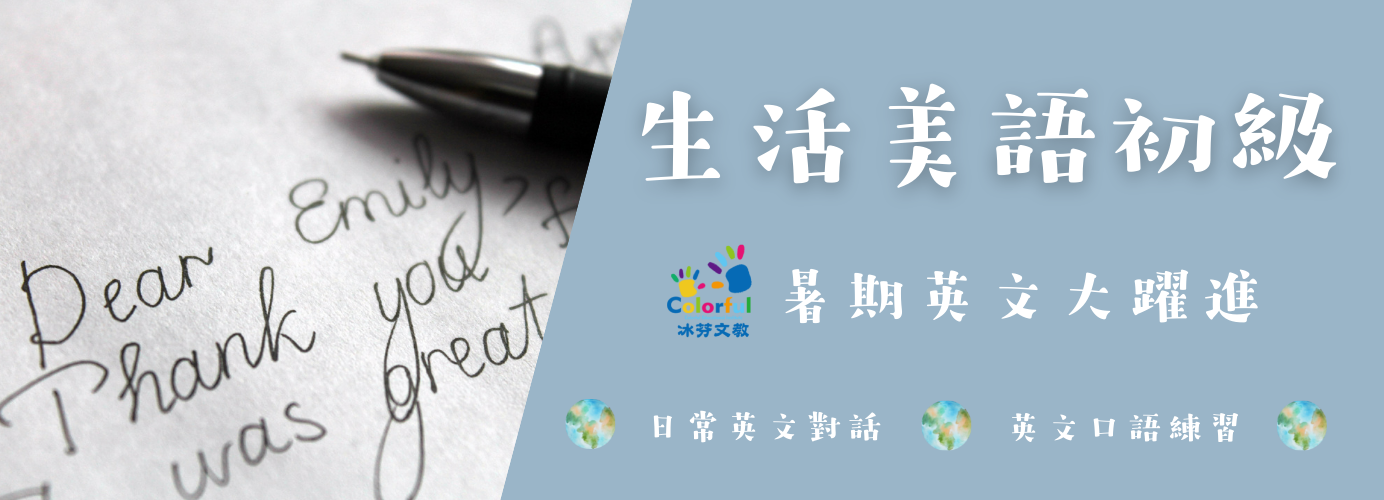 Dear Emily,
Thank you
was great
生活美語初級
Colorful
冰芬文教
暑期英文大躍進
日常英文對話
英文口語練習